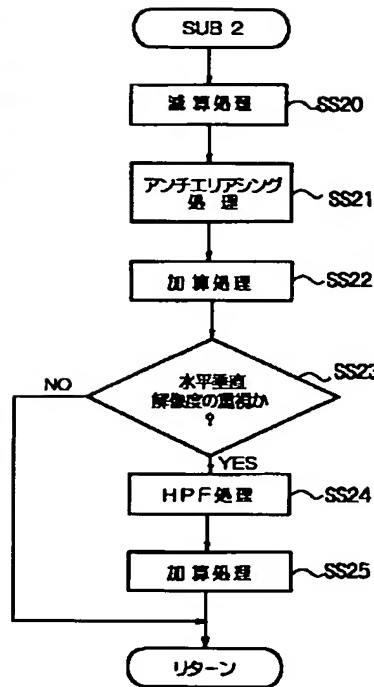 SUB 2
減算処理
SS20
アンチエリアシング
処理
SS21
加算処理
SS22
水平垂直
解像度の重視か
?
SS23
NO
YES
HPF処理
SS24
加算処理
SS25
リターン